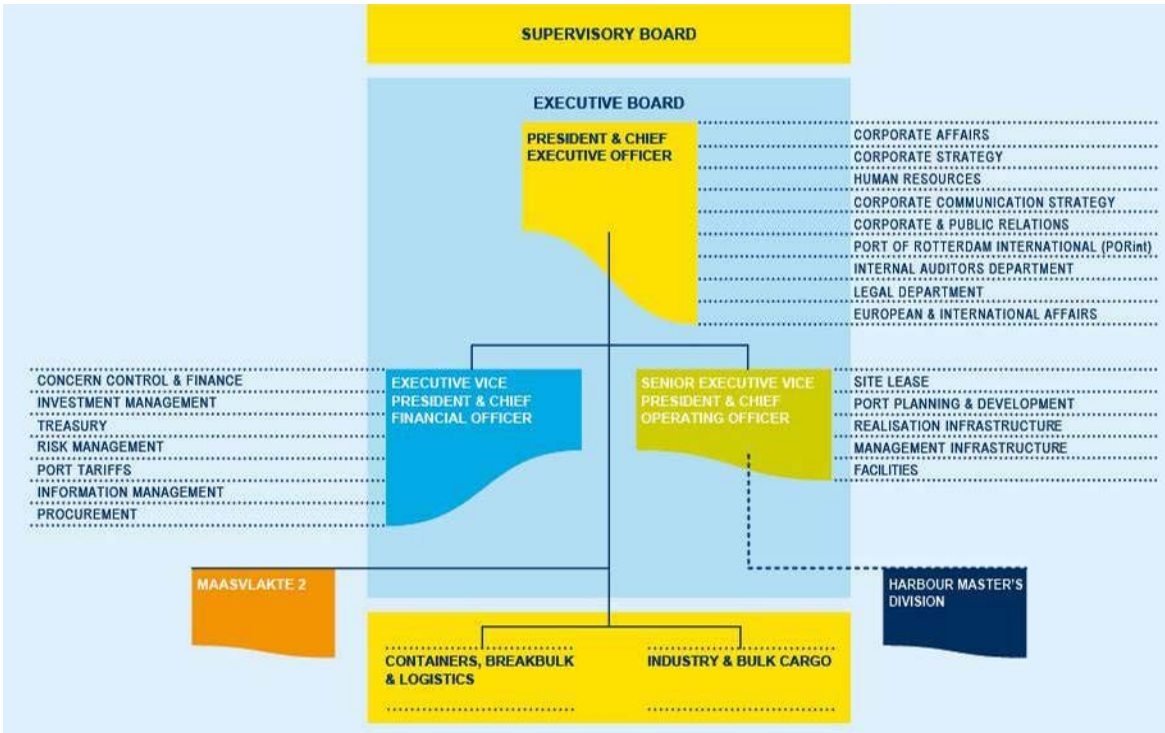 SUPERVISORY BOARD
EXECUTIVE BOARD
PRESIDENT & CHIEF
EXECUTIVE OFFICER
CORPORATE AFFAIRS
CORPORATE STRATEGY
HUMAN RESOURCES
CORPORATE COMMUNICATION STRATEGY
CORPORATE & PUBLIC RELATIONS
PORT OF ROTTERDAM INTERNATIONAL (PORint)
INTERNAL AUDITORS DEPARTMENT
LEGAL DEPARTMENT
EUROPEAN & INTERNATIONAL AFFAIRS
CONCERN CONTROL & FINANCE
INVESTMENT MANAGEMENT
TREASURY
RISK MANAGEMENT
PORT TARIFFS
INFORMATION MANAGEMENT
PROCUREMENT
EXECUTIVE VICE
PRESIDENT & CHIEF
FINANCIAL OFFICER
SENIOR EXECUTIVE VICE
PRESIDENT & CHIEF
OPERATING OFFICER
SITE LEASE
PORT PLANNING & DEVELOPMENT
REALISATION INFRASTRUCTURE
MANAGEMENT INFRASTRUCTURE
FACILITIES
MAASVLAKTE 2
HARBOUR MASTER'S
DIVISION
CONTAINERS, BREAKBULK
& LOGISTICS
INDUSTRY & BULK CARGO